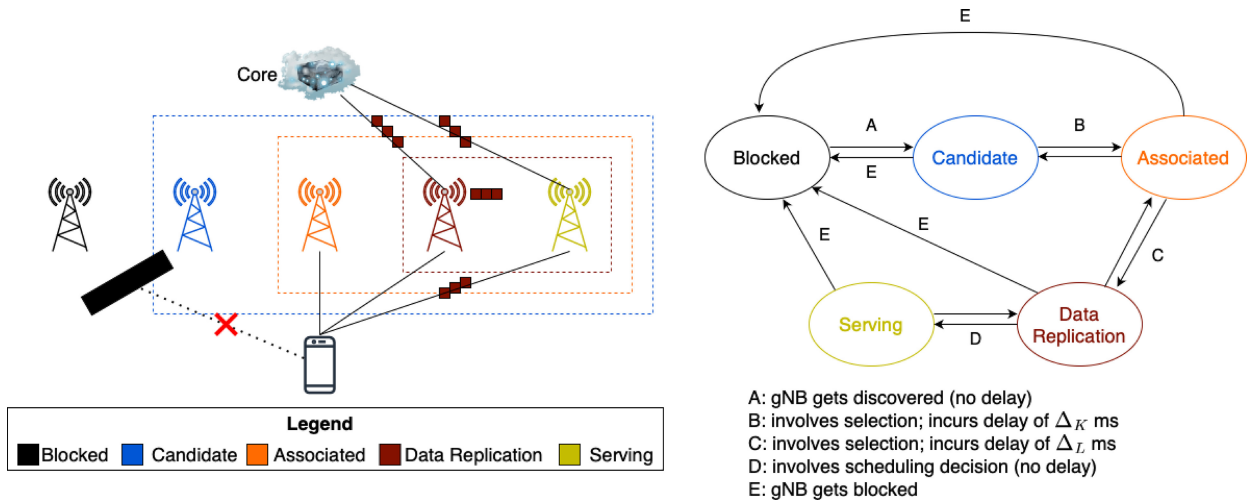 Core
Legend
Blocked
Candidate
Associated
Data Replication
Serving
E
Blocked
A
E
Candidate
B
Associated
E
E
C
Serving
D
Data
Replication
A: gNB gets discovered (no delay)
B: involves selection; incurs delay of Δ_K ms
C: involves selection; incurs delay of Δ_L ms
D: involves scheduling decision (no delay)
E: gNB gets blocked